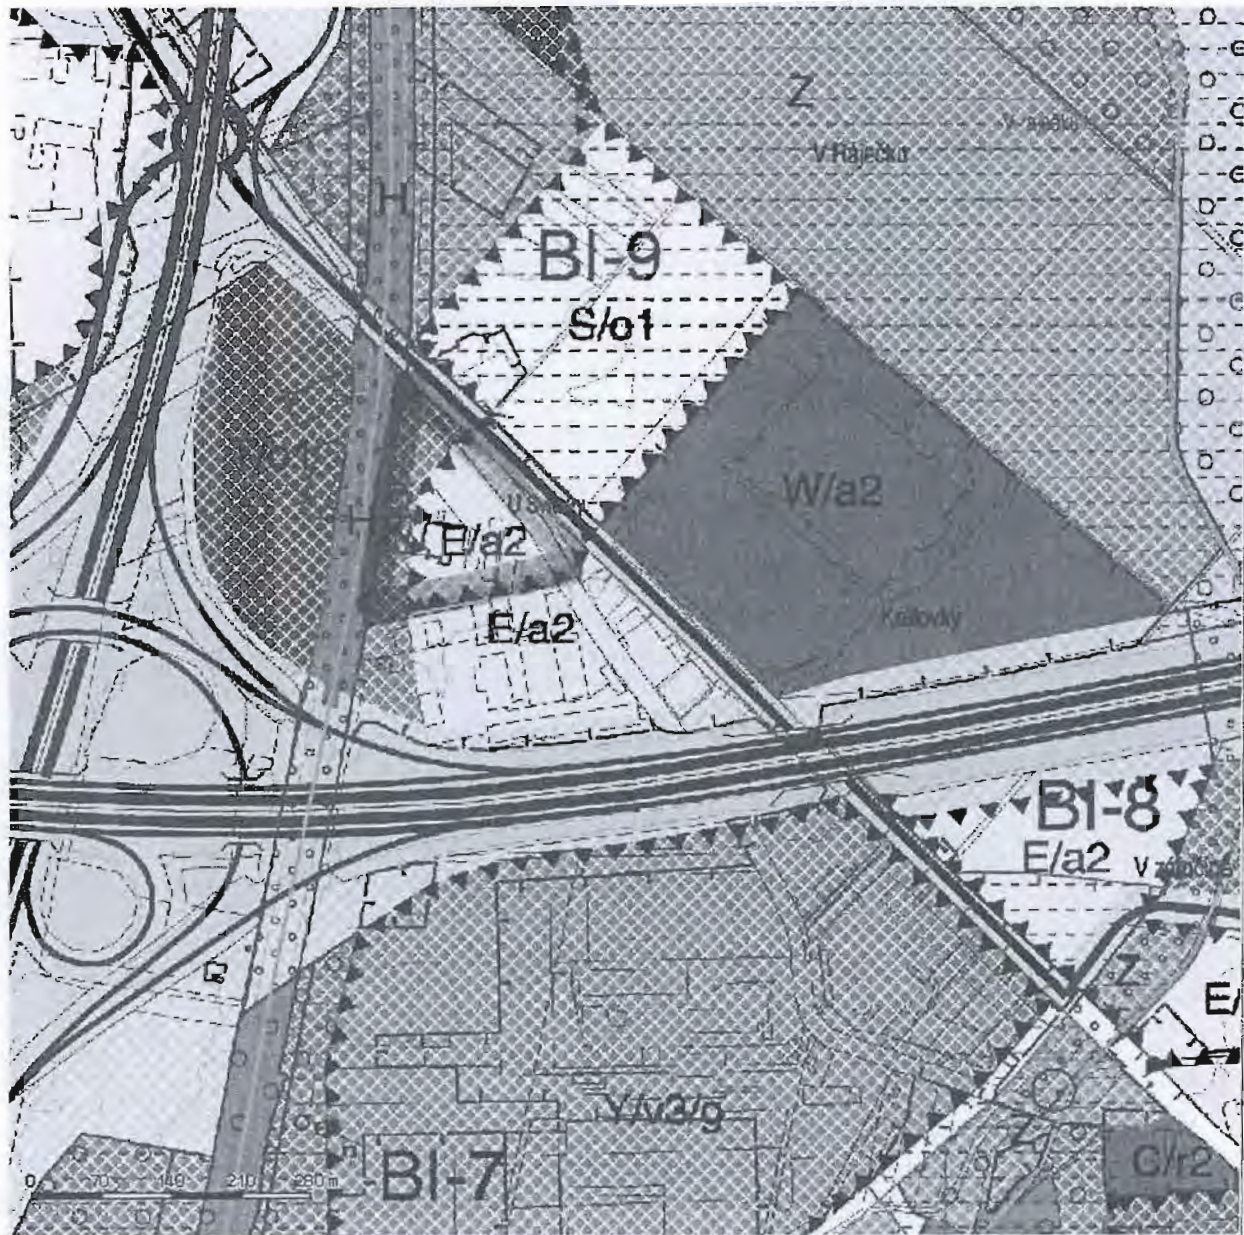 Z
V Háječku
H
BI-9
S/o1
W/a2
E/a2
E/a2
Královky
BI-8
E/a2
V
Z
E/
Y/v3/g
Z
C/r2
BI-7
0 70 140 210 280 m